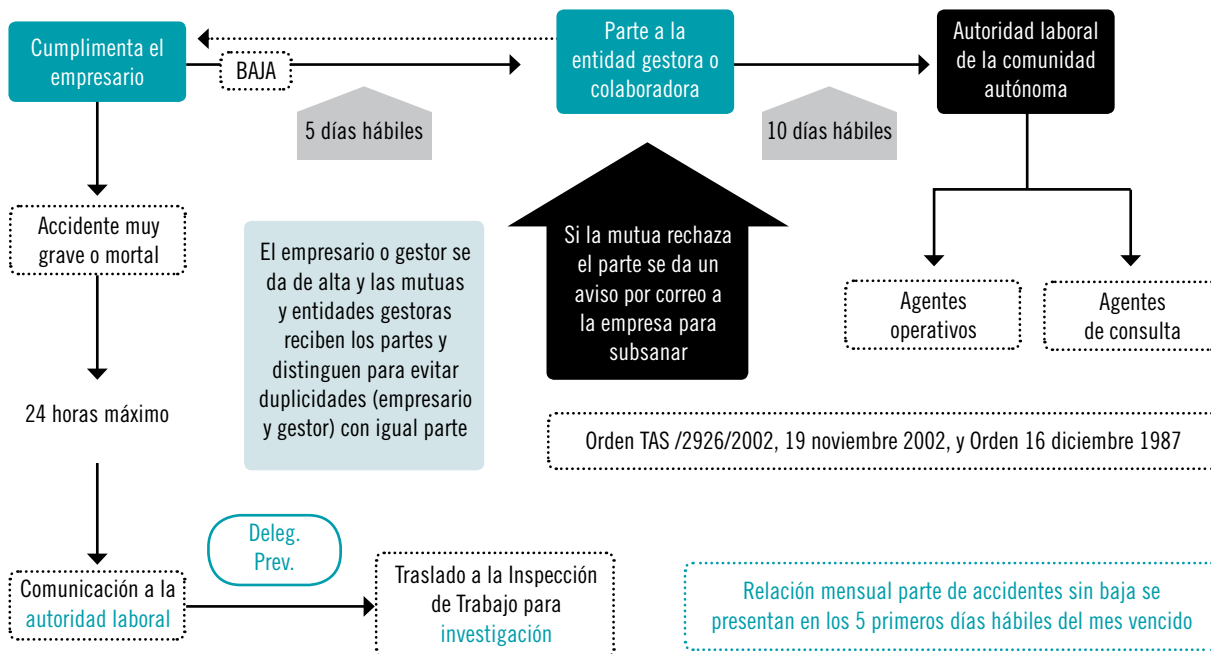 Cumplimenta el
empresario
BAJA
5 días hábiles
Parte a la
entidad gestora o
colaboradora
10 días hábiles
Autoridad laboral
de la comunidad
autónoma
Accidente muy
grave o mortal
El empresario o gestor se
da de alta y las mutuas
y entidades gestoras
reciben los partes y
distinguen para evitar
duplicidades (empresario
y gestor) con igual parte
Si la mutua rechaza
el parte se da un
aviso por correo a
la empresa para
subsanar
Agentes
operativos
Agentes
de consulta
24 horas máximo
Orden TAS /2926/2002, 19 noviembre 2002, y Orden 16 diciembre 1987
Comunicación a la
autoridad laboral
Deleg.
Prev.
Traslado a la Inspección
de Trabajo para
investigación
Relación mensual parte de accidentes sin baja se
presentan en los 5 primeros días hábiles del mes vencido